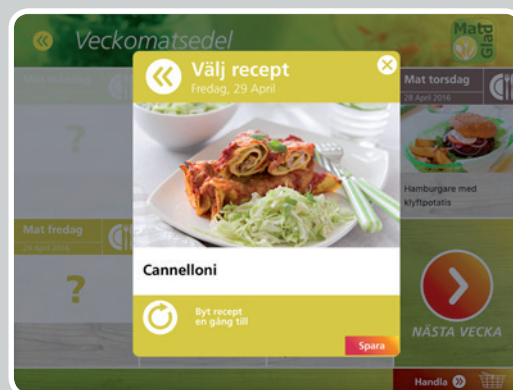 Veckomatsedel
Mat
Glad
Välj recept
Fredag, 29 April
Mat torsdag
28 April 2016
Hamburgare med
klyftpotatis
Mat fredag
29 April 2016
?
?
Cannelloni
Byt recept
en gång till
Spara
NÄSTA VECKA
Handla